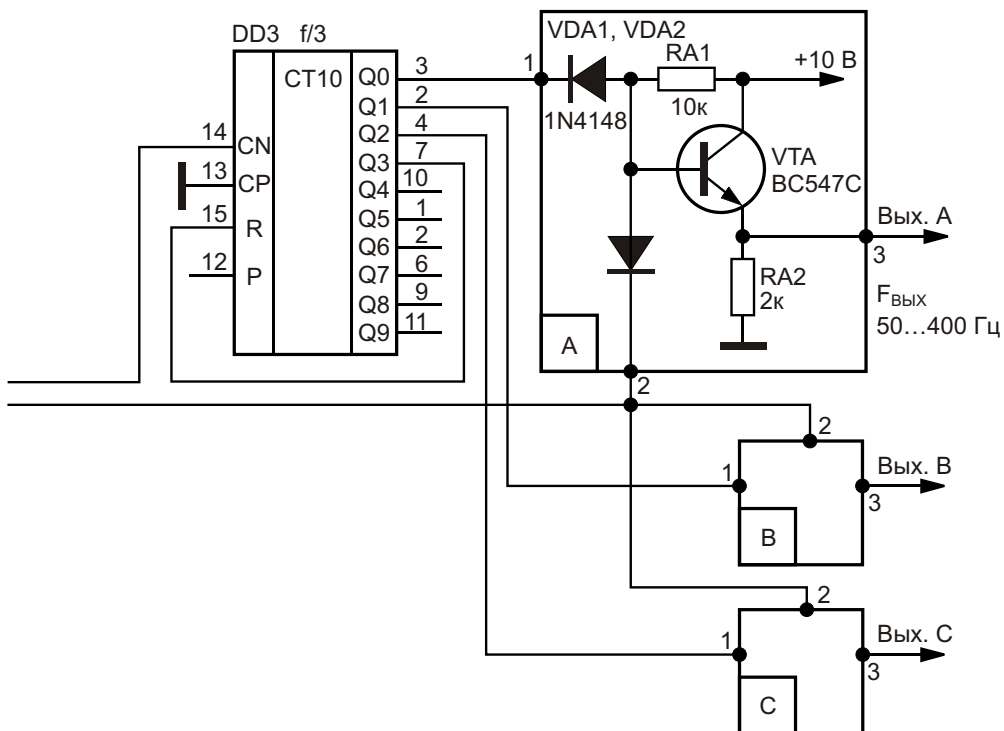 DD3 f/3
CT10
14 CN
13 CP
15 R
12 P
Q0 3
Q1 2
Q2 4
Q3 7
Q4 10
Q5 1
Q6 2
Q7 6
Q8 9
Q9 11
VDA1, VDA2
1
1N4148
RA1
10к
+10 В
VTA
BC547C
Вых. A
3
RA2
2к
FВЫХ
50...400 Гц
A
2
2
1
Вых. B
3
B
2
1
Вых. C
3
C